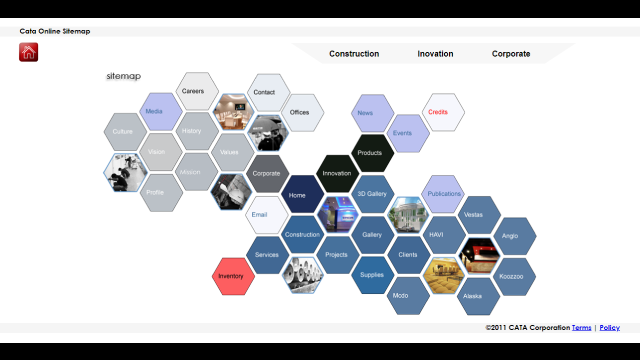 Cata Online Sitemap
Construction Inovation Corporate
sitemap
Careers
Contact
Media
Offices
News
Credits
Culture
History
Events
Vision
Values
Products
Mission
Corporate
Innovation
Profile
Home
3D Gallery
Publications
Email
Vestas
Construction
Gallery
HAVI
Anglo
Services
Projects
Clients
Inventory
Supplies
Koozzoo
Modo
Alaska
©2011 CATA Corporation Terms | Policy